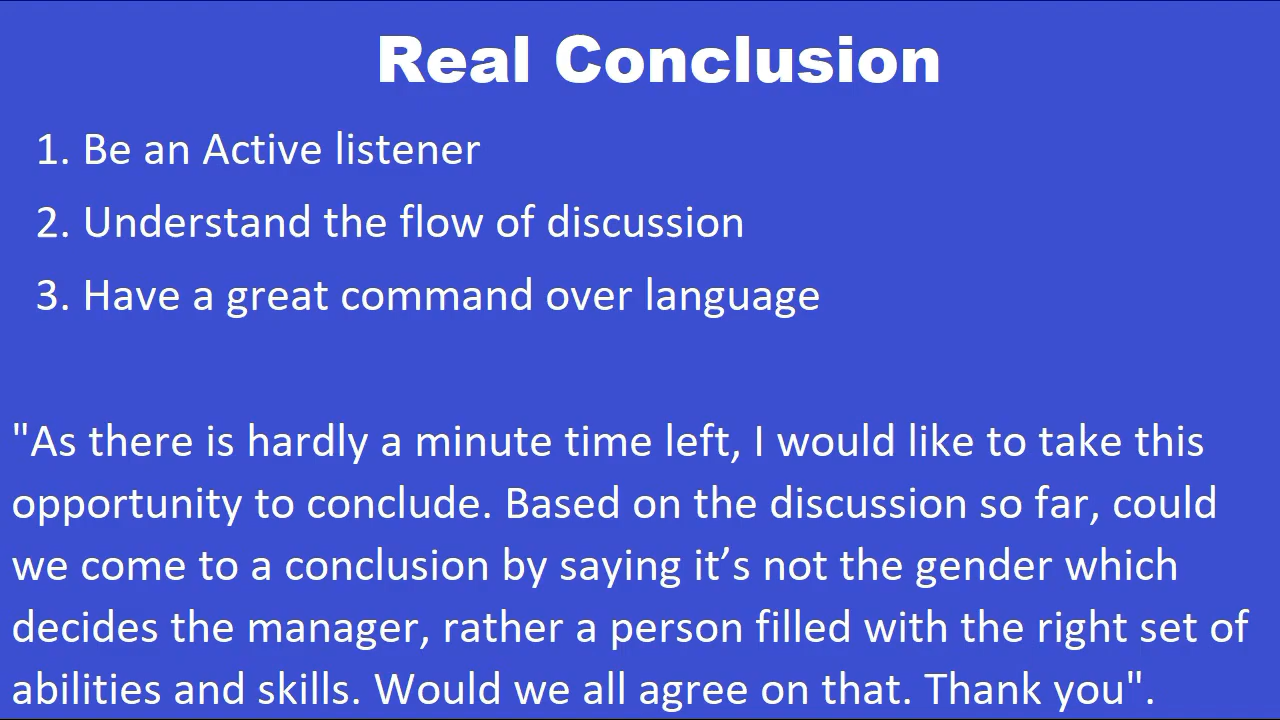 Real Conclusion
1. Be an Active listener
2. Understand the flow of discussion
3. Have a great command over language
"As there is hardly a minute time left, I would like to take this
opportunity to conclude. Based on the discussion so far, could
we come to a conclusion by saying it’s not the gender which
decides the manager, rather a person filled with the right set of
abilities and skills. Would we all agree on that. Thank you".